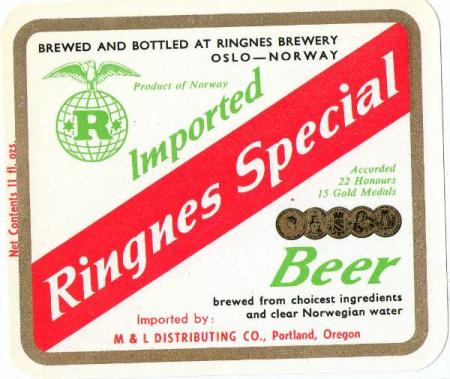 BREWED AND BOTTLED AT RINGNES BREWERY
OSLO—NORWAY
Product of Norway
R
Imported
Ringnes Special
Accorded
22 Honours
15 Gold Medals
Beer
brewed from choicest ingredients
and clear Norwegian water
Imported by:
M & L DISTRIBUTING CO., Portland, Oregon
Net Contents 11 fl. ozs